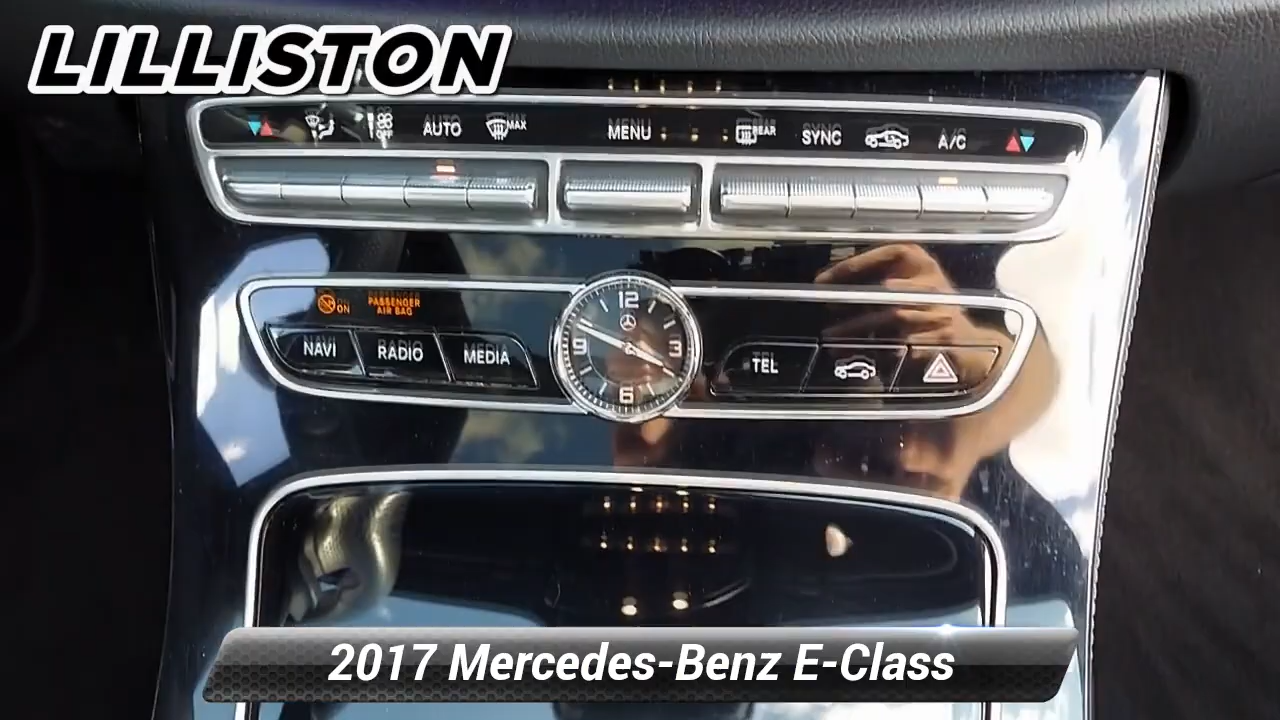 LILLISTON
OFF AUTO MAX MENU REAR SYNC A/C
ON PASSENGER
AIR BAG
12
9 3
6
NAVI RADIO MEDIA TEL
2017 Mercedes-Benz E-Class